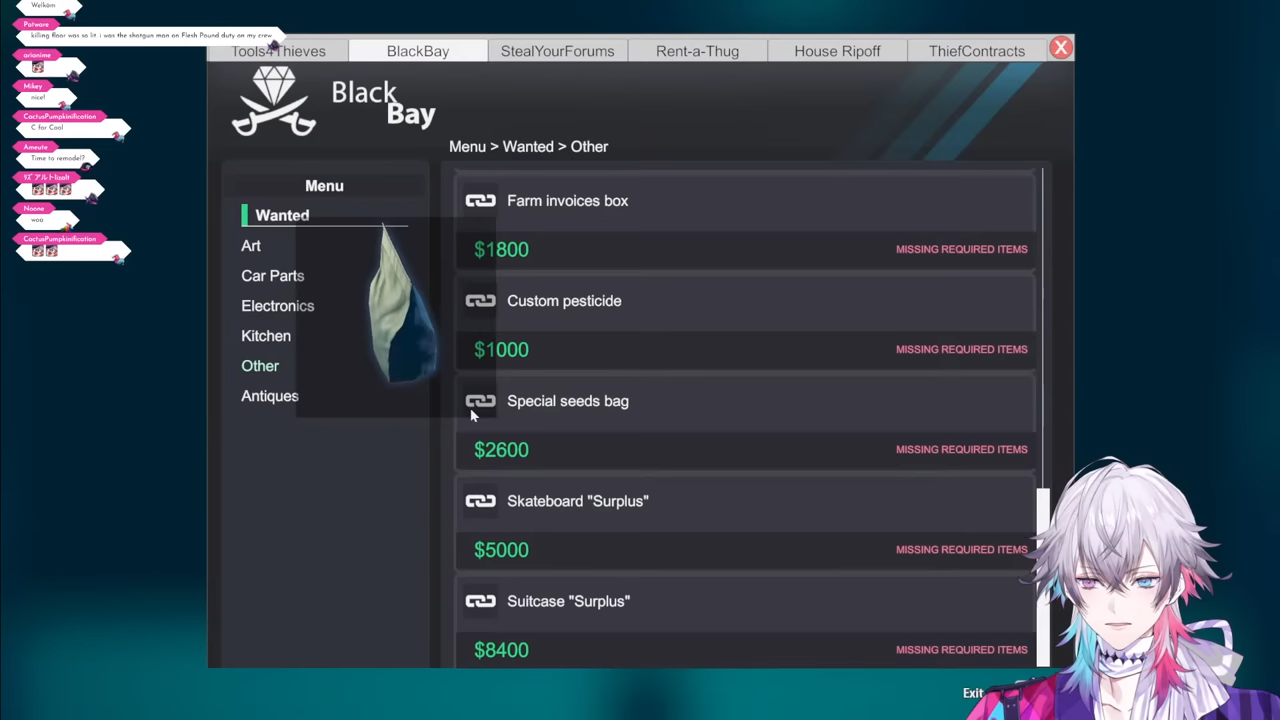 Welkom
Patware
killing floor was so lit. i was the shotgun man on Flesh Pound duty on my crew
arianime
Mikey
nice!
CactusPumpkinification
C for Cool
Ameute
Time to remodel?
Noone
woo
CactusPumpkinification
Tools4Thieves
BlackBay
StealYourForums
Rent-a-Thug
House Ripoff
ThiefContracts
X
Black
Bay
Menu > Wanted > Other
Menu
Wanted
Art
Car Parts
Electronics
Kitchen
Other
Antiques
Farm invoices box
$1800
MISSING REQUIRED ITEMS
Custom pesticide
$1000
MISSING REQUIRED ITEMS
Special seeds bag
$2600
MISSING REQUIRED ITEMS
Skateboard "Surplus"
$5000
MISSING REQUIRED ITEMS
Suitcase "Surplus"
$8400
MISSING REQUIRED ITEMS
Exit